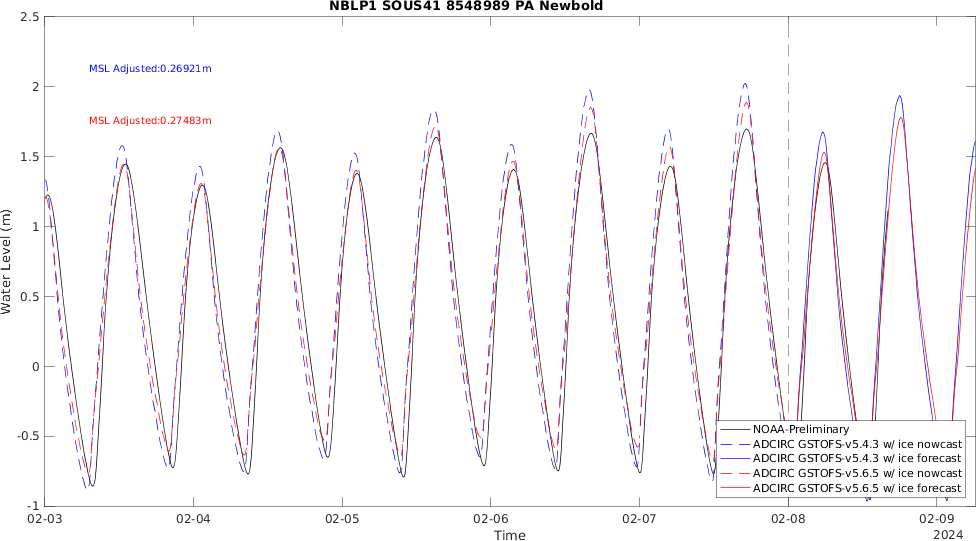 NBLP1 SOUS41 8548989 PA Newbold
2.5
2
1.5
1
0.5
0
-0.5
-1
Water Level (m)
MSL Adjusted:0.26921m
MSL Adjusted:0.27483m
NOAA-Preliminary
ADCIRC GSTOFS-v5.4.3 w/ ice nowcast
ADCIRC GSTOFS-v5.4.3 w/ ice forecast
ADCIRC GSTOFS-v5.6.5 w/ ice nowcast
ADCIRC GSTOFS-v5.6.5 w/ ice forecast
02-03 02-04 02-05 02-06 02-07 02-08 02-09
Time 2024